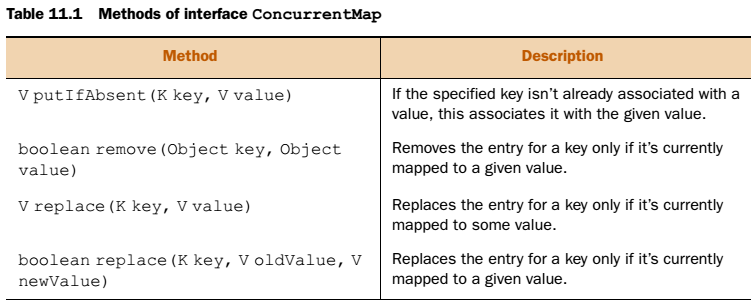 Table 11.1 Methods of interface ConcurrentMap
Method
Description
V putIfAbsent(K key, V value)
If the specified key isn't already associated with a
value, this associates it with the given value.
boolean remove(Object key, Object
value)
Removes the entry for a key only if it's currently
mapped to a given value.
V replace(K key, V value)
Replaces the entry for a key only if it's currently
mapped to some value.
boolean replace(K key, V oldValue, V
newValue)
Replaces the entry for a key only if it's currently
mapped to a given value.